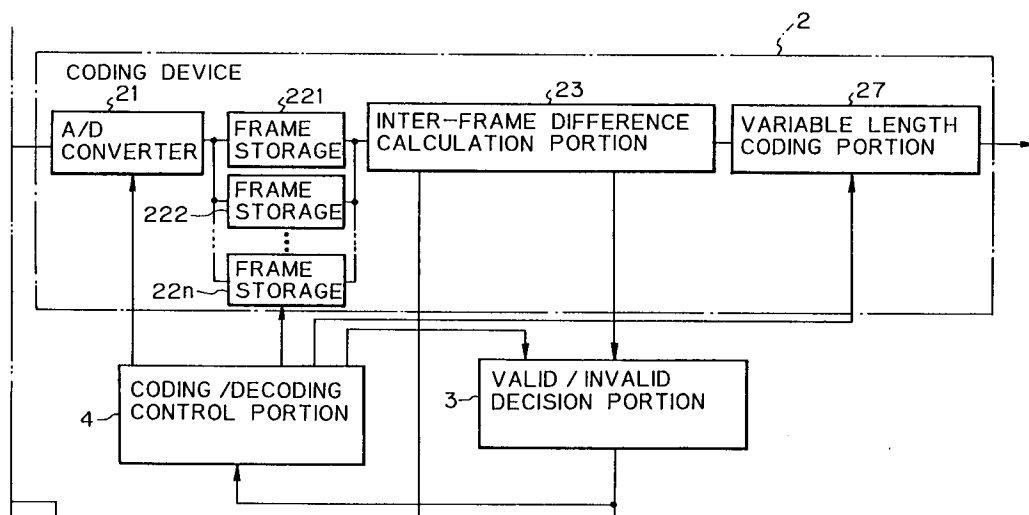 2
CODING DEVICE
21
A/D
CONVERTER
221
FRAME
STORAGE
23
INTER-FRAME DIFFERENCE
CALCULATION PORTION
27
VARIABLE LENGTH
CODING PORTION
222
FRAME
STORAGE
22n
FRAME
STORAGE
4
CODING/DECODING
CONTROL PORTION
3
VALID/INVALID
DECISION PORTION